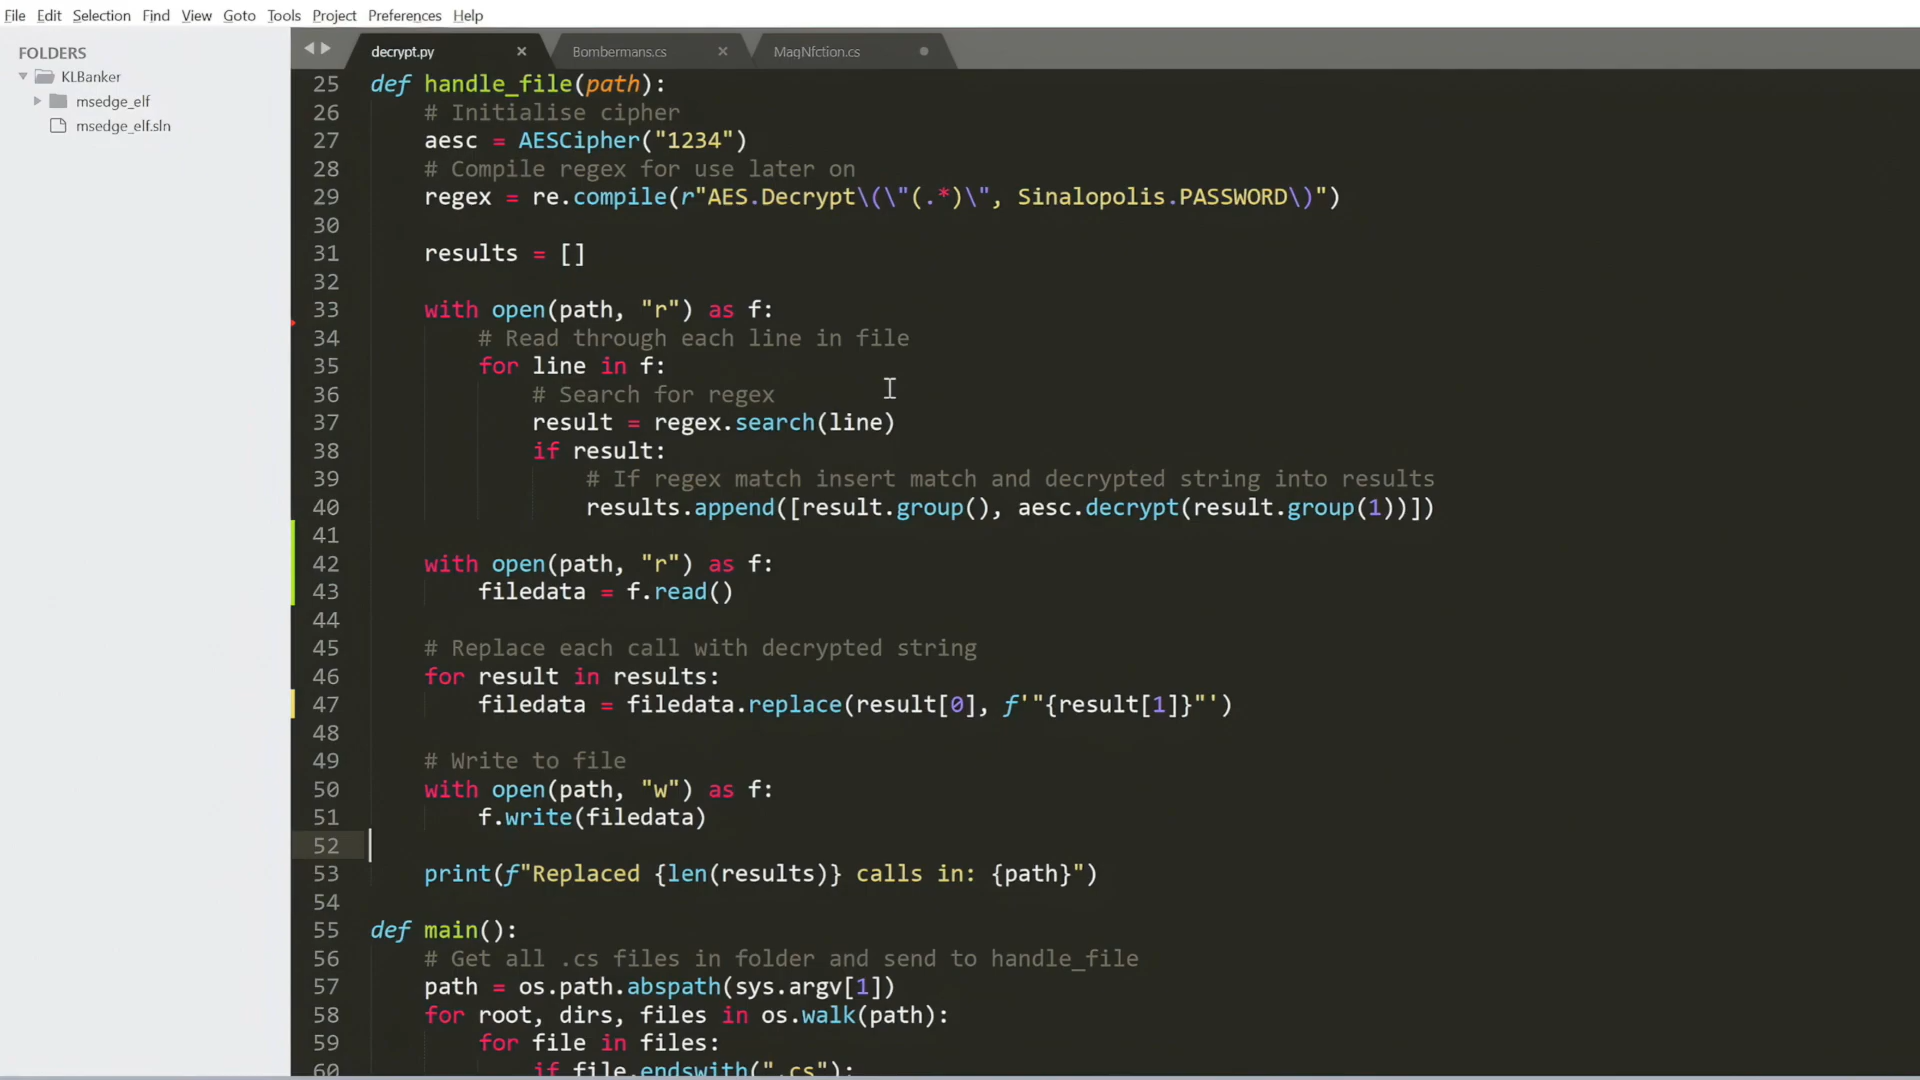 File Edit Selection Find View Goto Tools Project Preferences Help
FOLDERS
KLBanker
msedge_elf
msedge_elf.sln
decrypt.py Bombermans.cs MagNfction.cs
25 def handle_file(path):
26 # Initialise cipher
27 aesc = AESCipher("1234")
28 # Compile regex for use later on
29 regex = re.compile(r"AES.Decrypt\(\"(.*)\", Sinalopolis.PASSWORD\)")
30
31 results = []
32
33 with open(path, "r") as f:
34 # Read through each line in file
35 for line in f:
36 # Search for regex
37 result = regex.search(line)
38 if result:
39 # If regex match insert match and decrypted string into results
40 results.append([result.group(), aesc.decrypt(result.group(1))])
41
42 with open(path, "r") as f:
43 filedata = f.read()
44
45 # Replace each call with decrypted string
46 for result in results:
47 filedata = filedata.replace(result[0], f'"{result[1]}"')
48
49 # Write to file
50 with open(path, "w") as f:
51 f.write(filedata)
52
53 print(f"Replaced {len(results)} calls in: {path}")
54
55 def main():
56 # Get all .cs files in folder and send to handle_file
57 path = os.path.abspath(sys.argv[1])
58 for root, dirs, files in os.walk(path):
59 for file in files:
60 if file.endswith(".cs"):